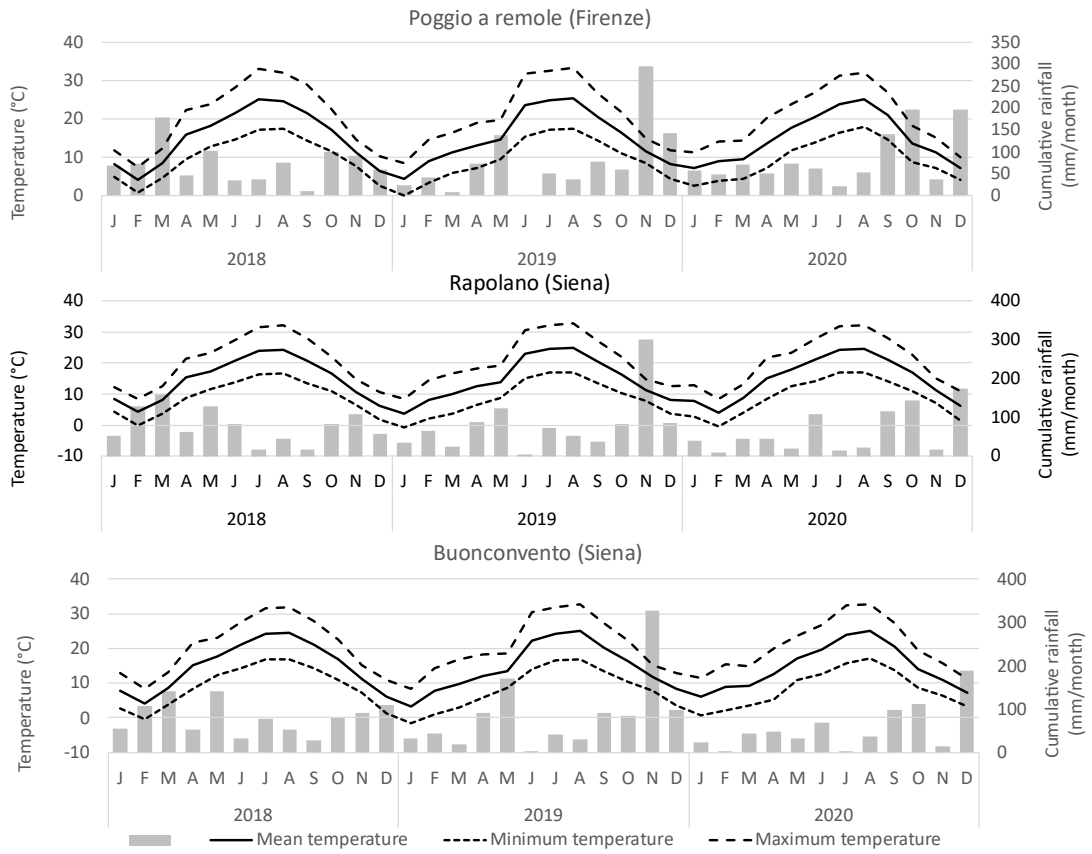 Poggio a remole (Firenze)
Temperature (°C)
40
30
20
10
0
350
300
250
200
150
100
50
0
Cumulative rainfall
(mm/month)
J F M A M J J A S O N D J F M A M J J A S O N D J F M A M J J A S O N D
2018 2019 2020
Rapolano (Siena)
Temperature (°C)
40
30
20
10
0
-10
400
300
200
100
0
Cumulative rainfall
(mm/month)
J F M A M J J A S O N D J F M A M J J A S O N D J F M A M J J A S O N D
2018 2019 2020
Buonconvento (Siena)
Temperature (°C)
40
30
20
10
0
-10
400
300
200
100
0
Cumulative rainfall
(mm/month)
J F M A M J J A S O N D J F M A M J J A S O N D J F M A M J J A S O N D
2018 2019 2020
Mean temperature Minimum temperature Maximum temperature